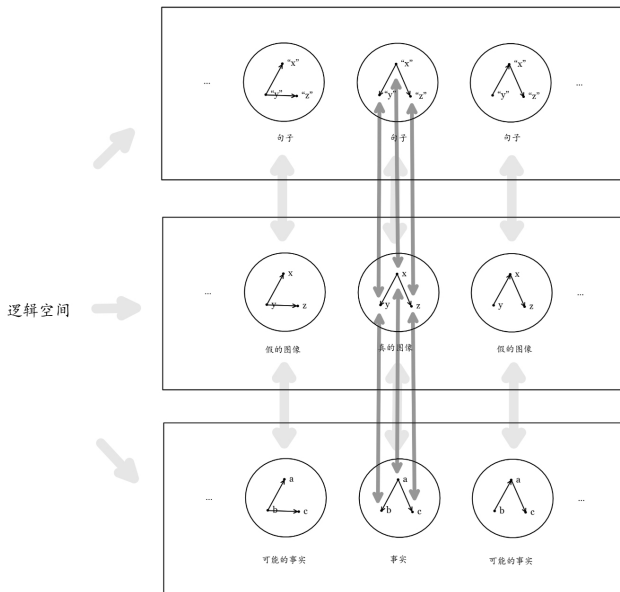 ... “x” “x” “x” ...
“y” “z” “y” “z” “y” “z”
句子 句子 句子
... x x x ...
y z y z y z
逻辑空间
假的图像 真的图像 假的图像
... a a a ...
b c b c b c
可能的事实 事实 可能的事实